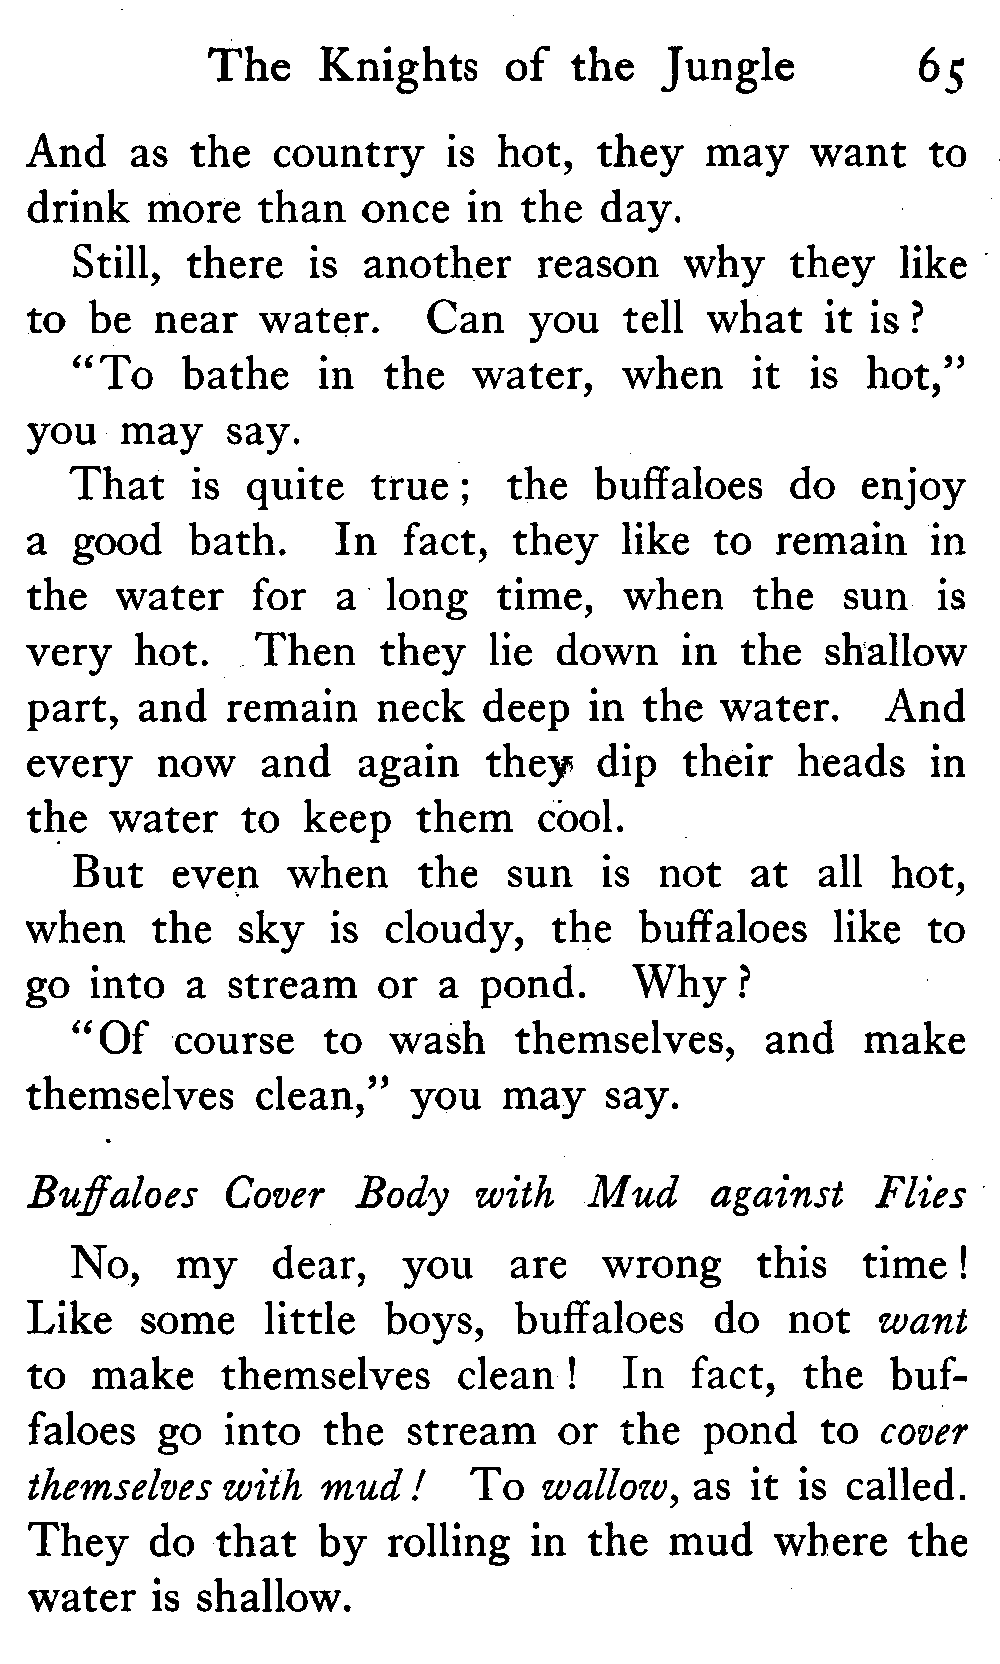 The Knights of the Jungle 65
And as the country is hot, they may want to
drink more than once in the day.
Still, there is another reason why they like
to be near water. Can you tell what it is?
"To bathe in the water, when it is hot,"
you may say.
That is quite true; the buffaloes do enjoy
a good bath. In fact, they like to remain in
the water for a long time, when the sun is
very hot. Then they lie down in the shallow
part, and remain neck deep in the water. And
every now and again they dip their heads in
the water to keep them cool.
But even when the sun is not at all hot,
when the sky is cloudy, the buffaloes like to
go into a stream or a pond. Why?
"Of course to wash themselves, and make
themselves clean," you may say.
Buffaloes Cover Body with Mud against Flies
No, my dear, you are wrong this time!
Like some little boys, buffaloes do not want
to make themselves clean! In fact, the buf-
faloes go into the stream or the pond to cover
themselves with mud! To wallow, as it is called.
They do that by rolling in the mud where the
water is shallow.